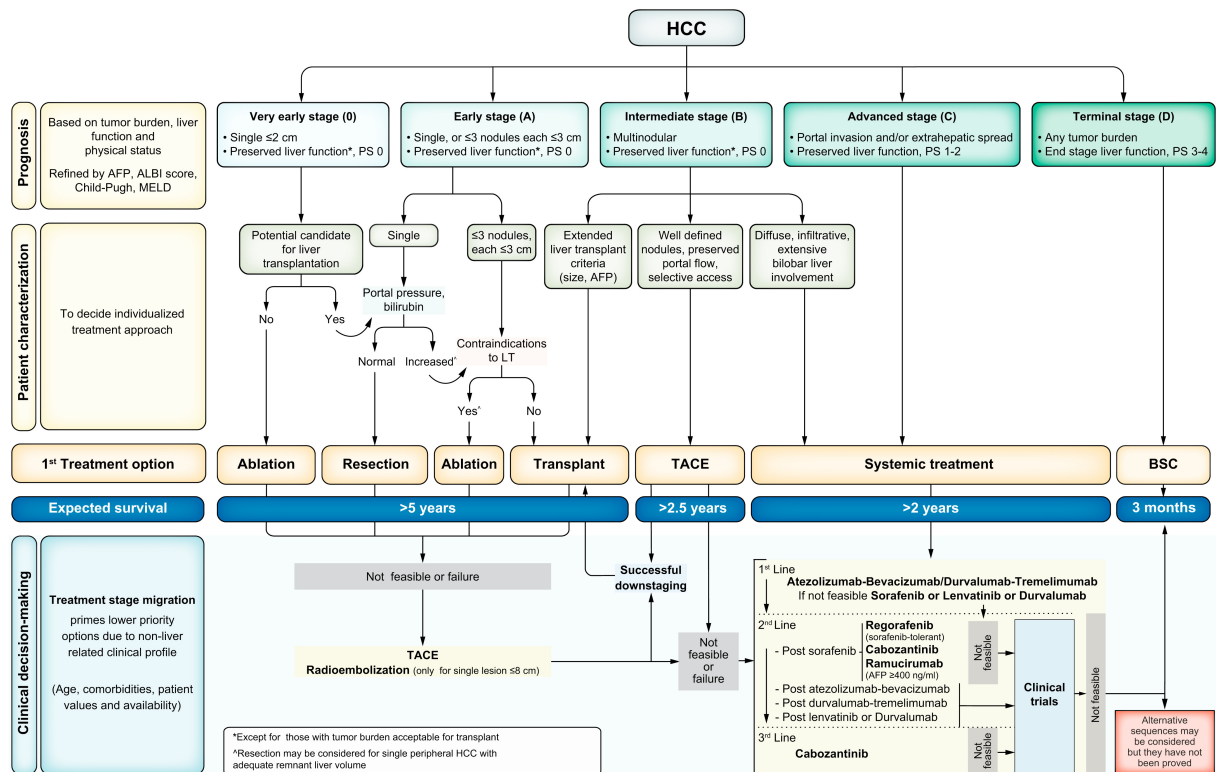 HCC
Prognosis
Based on tumor burden, liver
function and
physical status
Refined by AFP, ALBI score,
Child-Pugh, MELD
Very early stage (0)
• Single ≤2 cm
• Preserved liver function*, PS 0
Early stage (A)
• Single, or ≤3 nodules each ≤3 cm
• Preserved liver function*, PS 0
Intermediate stage (B)
• Multinodular
• Preserved liver function*, PS 0
Advanced stage (C)
• Portal invasion and/or extrahepatic spread
• Preserved liver function, PS 1-2
Terminal stage (D)
• Any tumor burden
• End stage liver function, PS 3-4
Patient characterization
To decide individualized
treatment approach
Potential candidate
for liver
transplantation
Single
≤3 nodules,
each ≤3 cm
Extended
liver transplant
criteria
(size, AFP)
Well defined
nodules, preserved
portal flow,
selective access
Diffuse, infiltrative,
extensive
bilobar liver
involvement
No
Yes
Portal pressure,
bilirubin
Normal
Increased^
Contraindications
to LT
Yes^
No
1st Treatment option
Ablation
Resection
Ablation
Transplant
TACE
Systemic treatment
BSC
Expected survival
>5 years
>2.5 years
>2 years
3 months
Clinical decision-making
Treatment stage migration
primes lower priority
options due to non-liver
related clinical profile
(Age, comorbidities, patient
values and availability)
Not feasible or failure
Successful
downstaging
TACE
Radioembolization (only for single lesion ≤8 cm)
Not
feasible
or
failure
1st Line
Atezolizumab-Bevacizumab/Durvalumab-Tremelimumab
If not feasible Sorafenib or Lenvatinib or Durvalumab
2nd Line
- Post sorafenib
Regorafenib
(sorafenib-tolerant)
Cabozantinib
Ramucirumab
(AFP ≥400 ng/ml)
Not
feasible
- Post atezolizumab-bevacizumab
- Post durvalumab-tremelimumab
- Post lenvatinib or Durvalumab
3rd Line
Cabozantinib
Not
feasible
Clinical
trials
Not feasible
Alternative
sequences may
be considered
but they have not
been proved
*Except for those with tumor burden acceptable for transplant
^Resection may be considered for single peripheral HCC with
adequate remnant liver volume